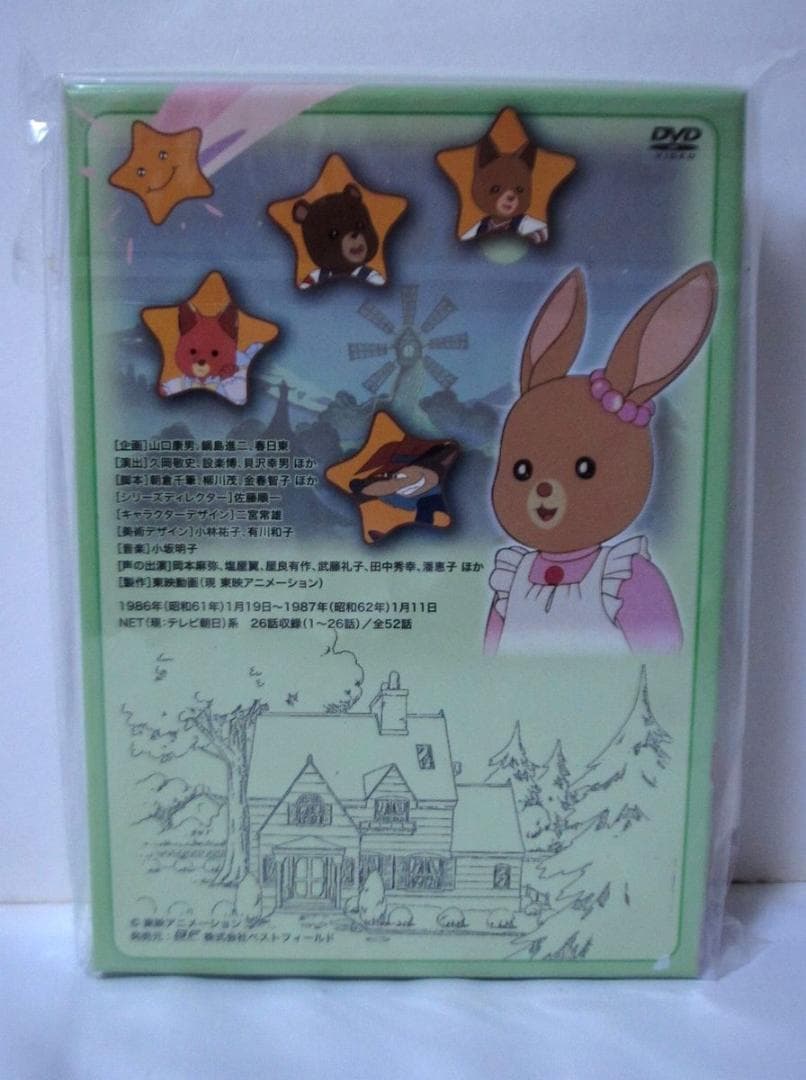 DVD
VIDEO
[企画]山口康男、鍋島進二、春日東
[演出]久岡敬史、設楽博、貝沢幸男 ほか
[脚本]朝倉千筆、柳川茂、金春智子 ほか
[シリーズディレクター]佐藤順一
[キャラクターデザイン]二宮常雄
[美術デザイン]小林祐子、有川和子
[音楽]小坂明子
[声の出演]岡本麻弥、塩屋翼、屋良有作、武藤礼子、田中秀幸、潘恵子 ほか
[製作]東映動画(現 東映アニメーション)
1986年(昭和61年)1月19日～1987年(昭和62年)1月11日
NET(現:テレビ朝日)系 26話収録(1～26話)/全52話
© 東映アニメーション
発売元: 株式会社ベストフィールド